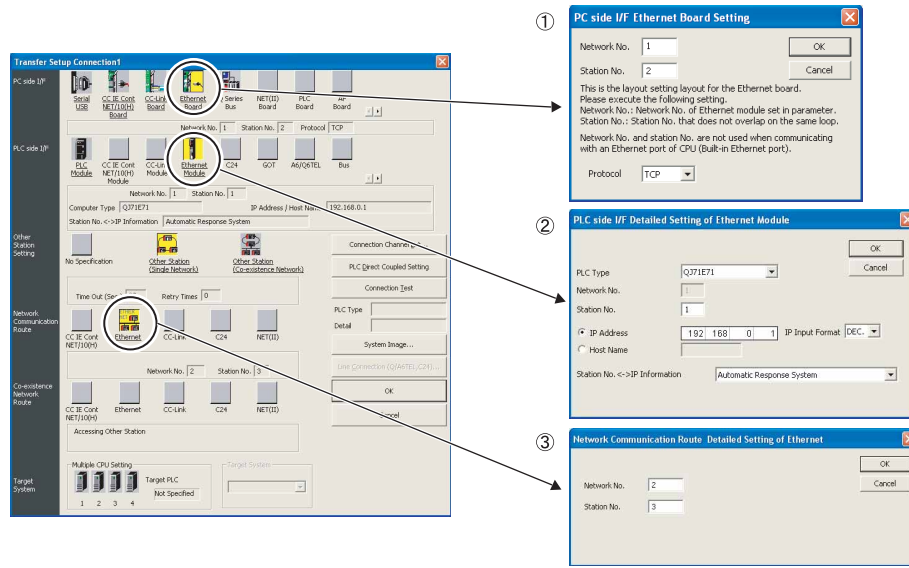 Transfer Setup Connection1
PC side I/F
Serial USB
CC IE Cont NET/10(H) Board
CC-Link Board
Ethernet Board
Series Bus
NET(II) Board
PLC Board
AF Board
Network No. 1 Station No. 2 Protocol TCP
PLC side I/F
PLC Module
CC IE Cont NET/10(H) Module
Ethernet Module
C24
GOT
A6/Q6TEL
Bus
Network No. 1 Station No. 1
Computer Type QJ71E71 IP Address / Host 192.168.0.1
Station No. <->IP Information Automatic Response System
Other Station Setting
No Specification
Other Station (Single Network)
Other Station (Co-existence Network)
Time Out Retry Times 0
Connection Channel
PLC Direct Coupled Setting
Connection Test
PLC Type
Detail
System Image...
Line Connection (Q/A6TEL,C24)...
OK
Network Communication Route
CC IE Cont NET/10(H)
Ethernet
CC-Link
C24
NET(II)
Network No. 2 Station No. 3
Co-existence Network Route
CC IE Cont NET/10(H)
Ethernet
CC-Link
C24
NET(II)
Accessing Other Station
Target System
Multiple CPU Setting
1 2 3 4
Target PLC
Not Specified
Target System
①
PC side I/F Ethernet Board Setting
Network No. 1
OK
Station No. 2
Cancel
This is the layout setting layout for the Ethernet board.
Please execute the following setting.
Network No.: Network No. of Ethernet module set in parameter.
Station No.: Station No. that does not overlap on the same loop.
Network No. and station No. are not used when communicating
with an Ethernet port of CPU (Built-in Ethernet port).
Protocol TCP
②
PLC side I/F Detailed Setting of Ethernet Module
OK
PLC Type QJ71E71
Cancel
Network No. 1
Station No. 1
IP Address 192 168 0 1 IP Input Format DEC.
Host Name
Station No. <->IP Information Automatic Response System
③
Network Communication Route Detailed Setting of Ethernet
OK
Network No. 2
Cancel
Station No. 3